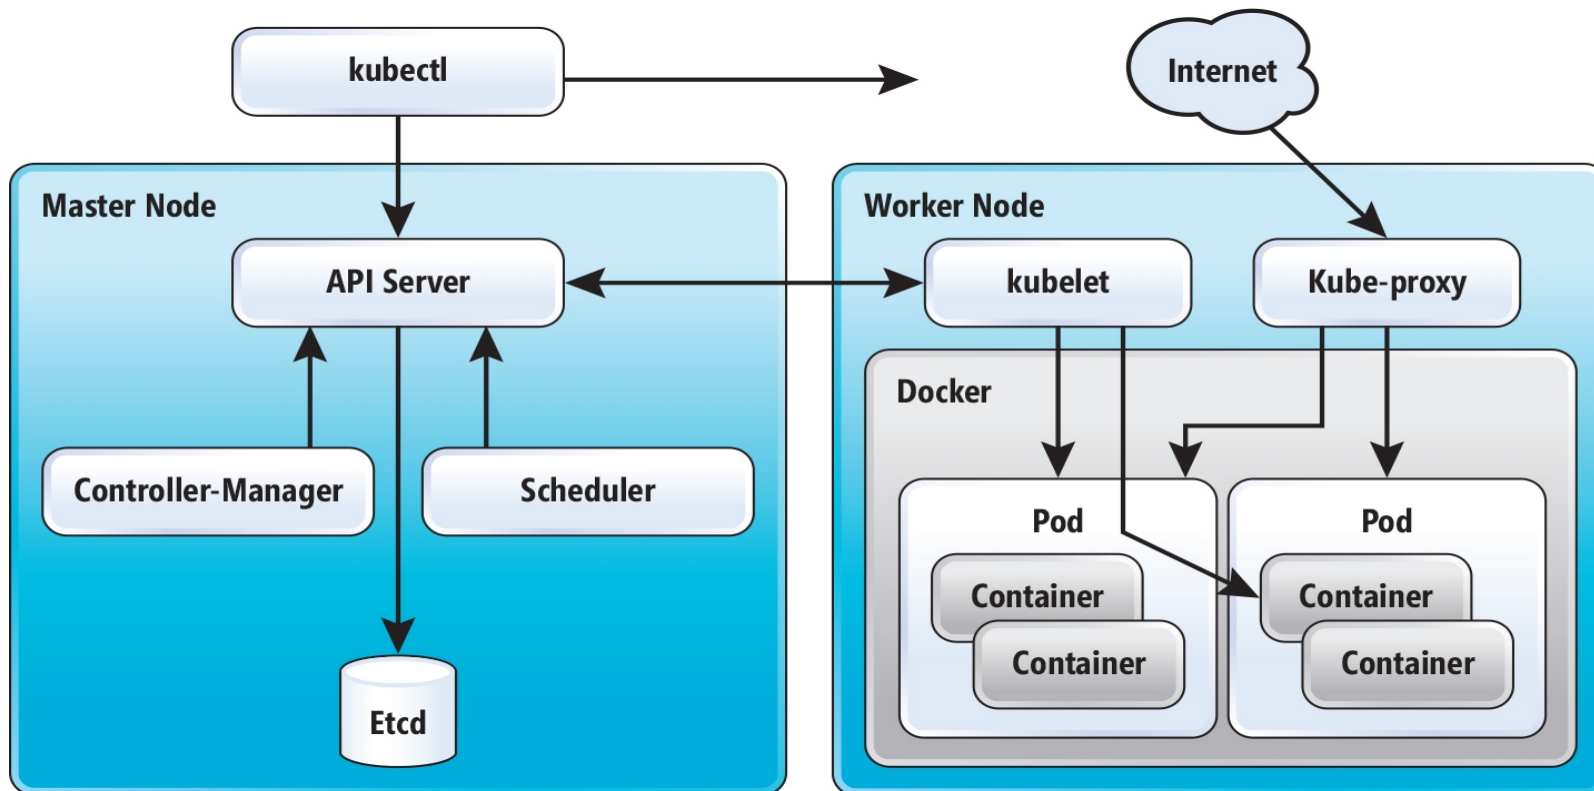 kubectl
Internet
Master Node
API Server
Controller-Manager
Scheduler
Etcd
Worker Node
kubelet
Kube-proxy
Docker
Pod
Container
Container
Pod
Container
Container